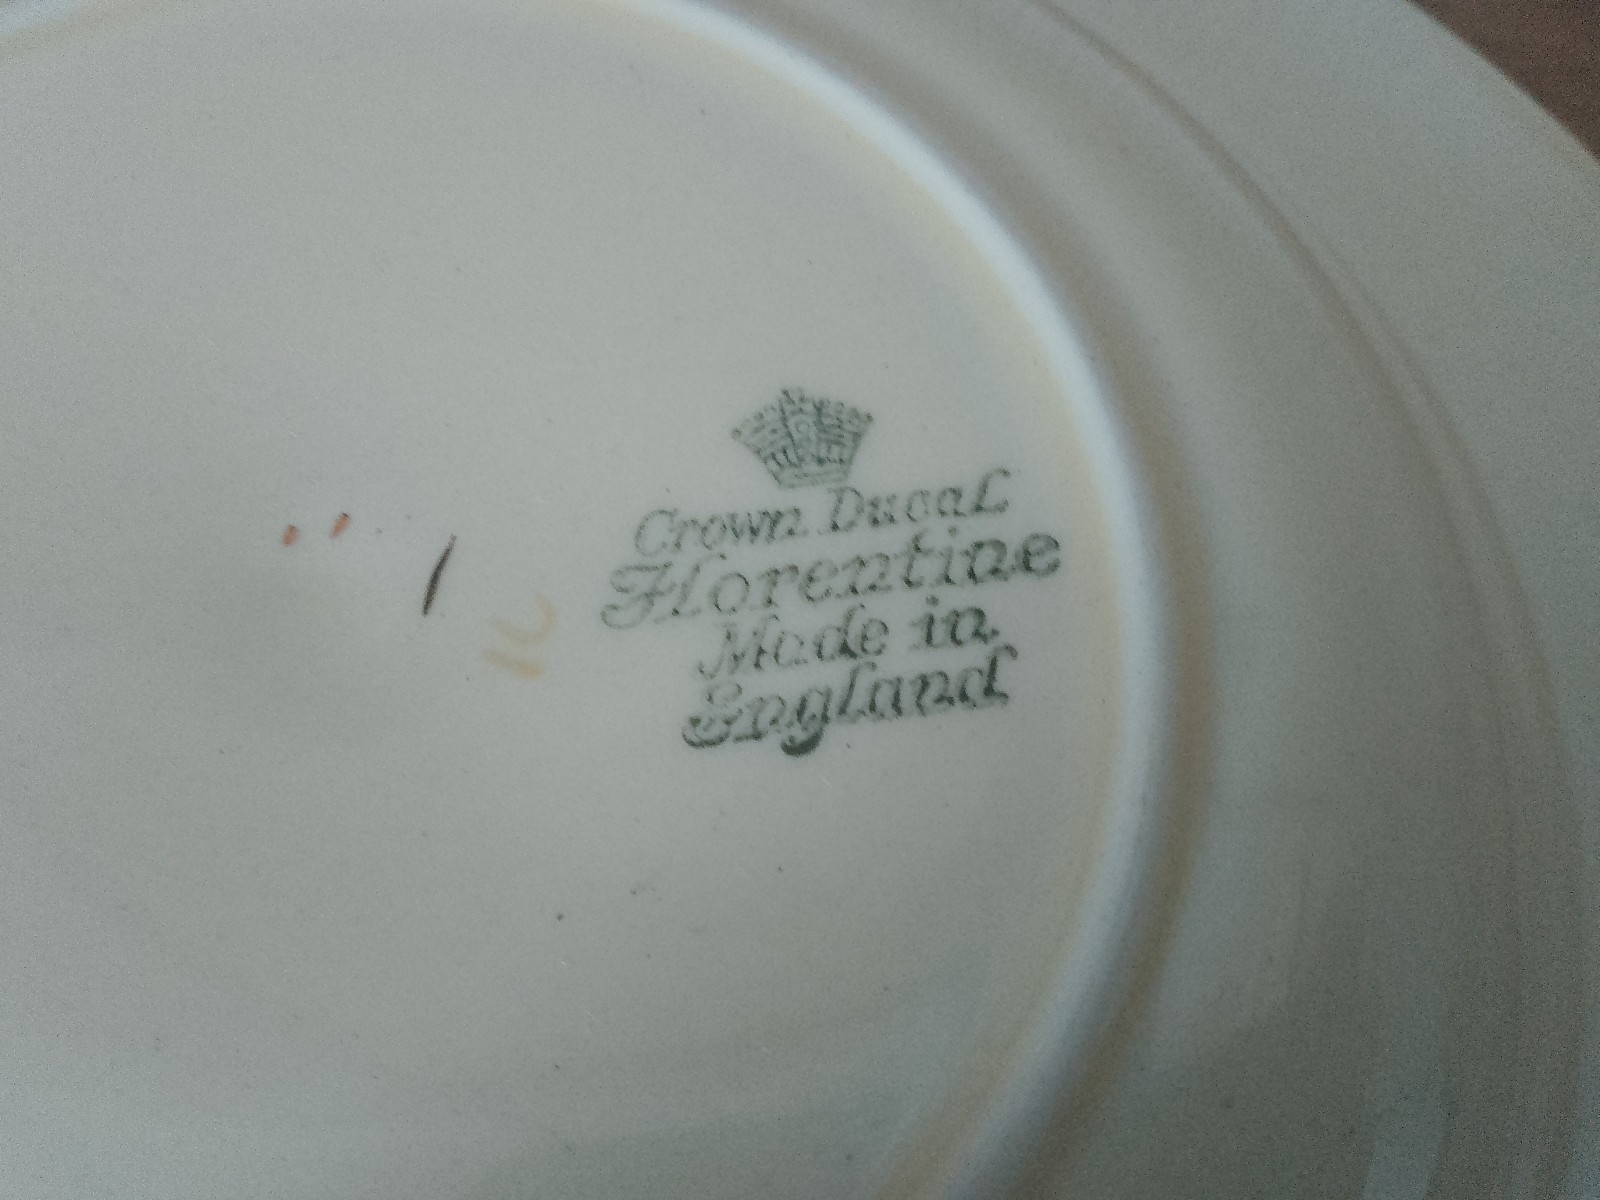 Crown Ducal
Florentine
Made in
England